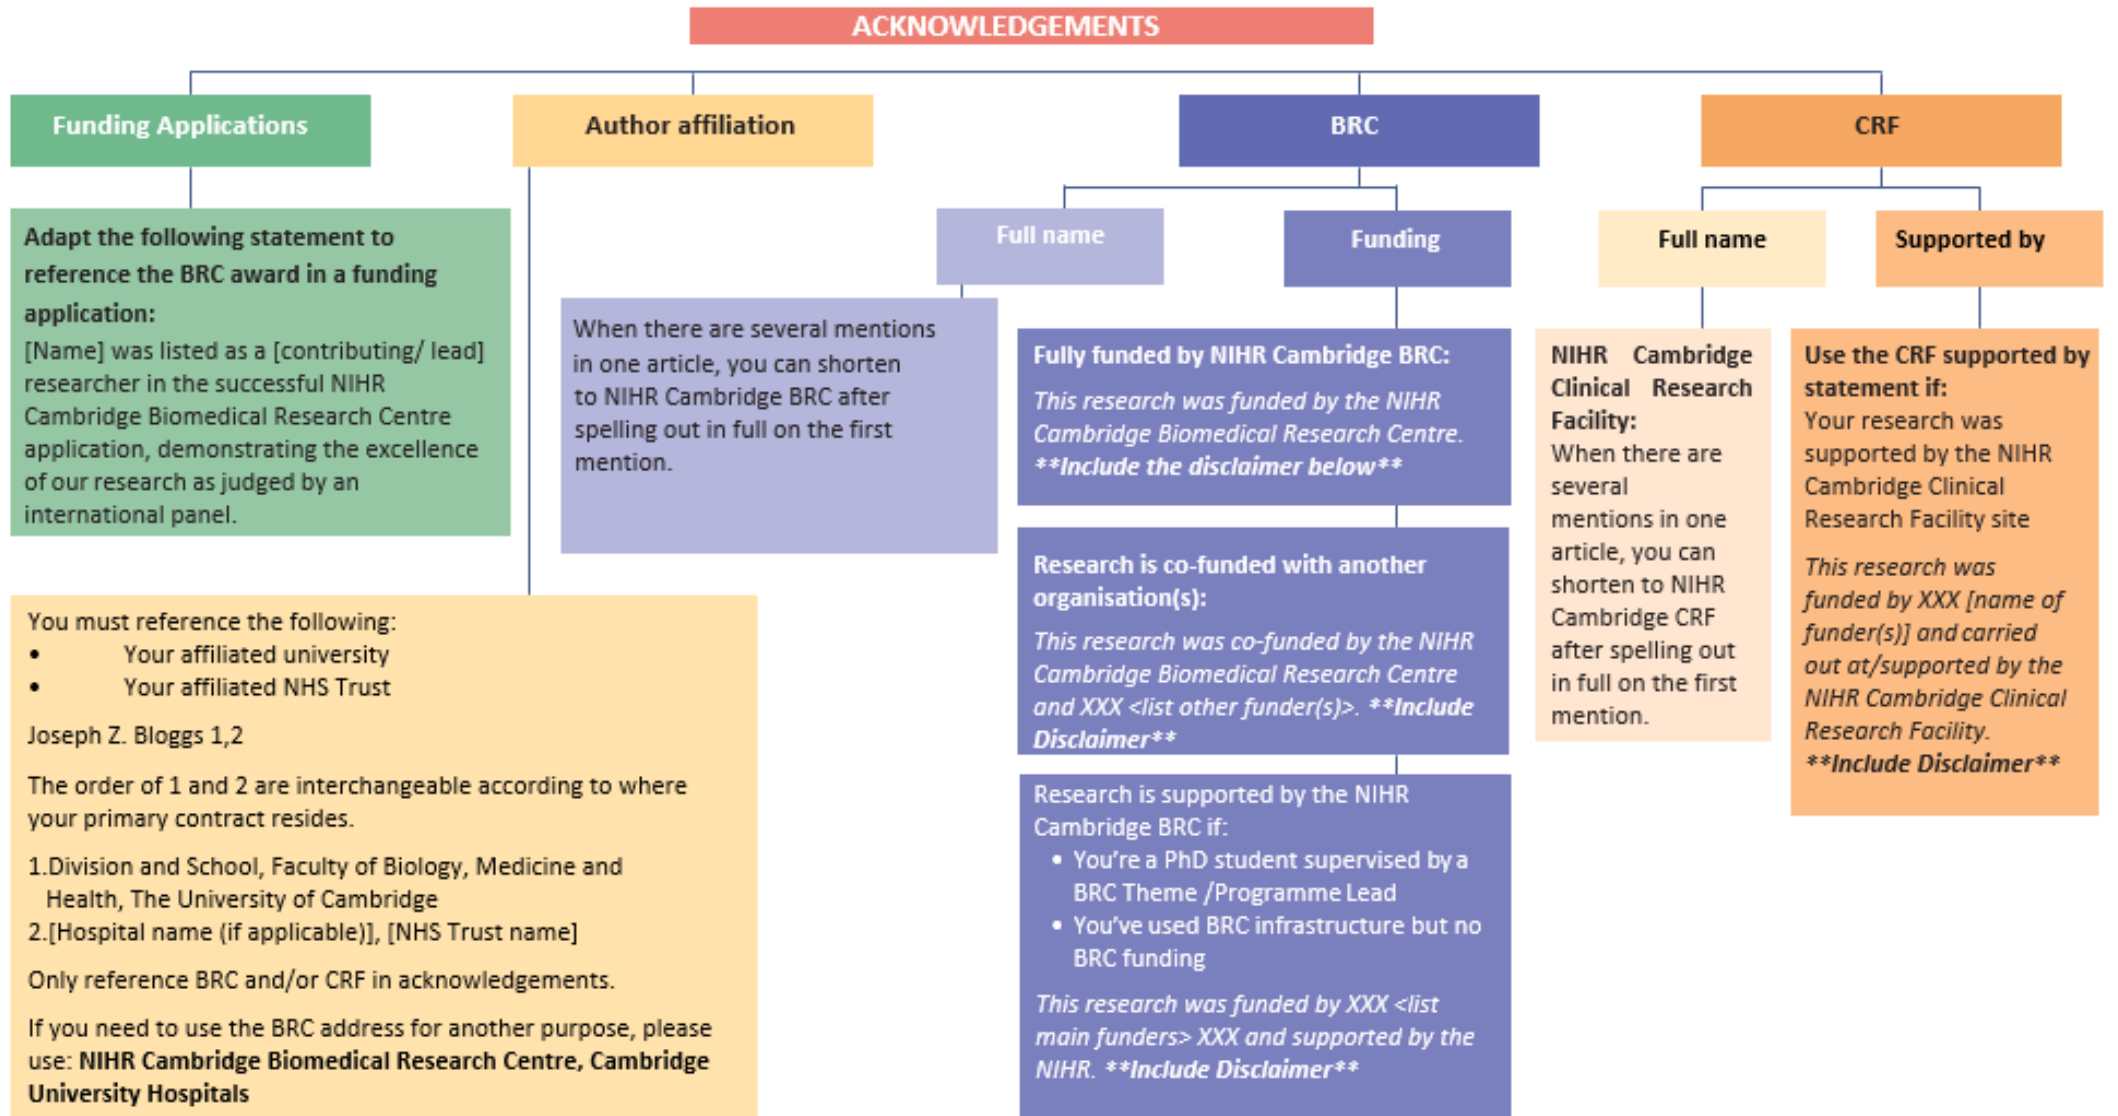 ACKNOWLEDGEMENTS
Funding Applications
Adapt the following statement to
reference the BRC award in a funding
application:
[Name] was listed as a [contributing/ lead]
researcher in the successful NIHR
Cambridge Biomedical Research Centre
application, demonstrating the excellence
of our research as judged by an
international panel.
Author affiliation
You must reference the following:
• Your affiliated university
• Your affiliated NHS Trust
Joseph Z. Bloggs 1,2
The order of 1 and 2 are interchangeable according to where
your primary contract resides.
1.Division and School, Faculty of Biology, Medicine and
Health, The University of Cambridge
2.[Hospital name (if applicable)], [NHS Trust name]
Only reference BRC and/or CRF in acknowledgements.
If you need to use the BRC address for another purpose, please
use: NIHR Cambridge Biomedical Research Centre, Cambridge
University Hospitals
BRC
Full name
When there are several mentions
in one article, you can shorten
to NIHR Cambridge BRC after
spelling out in full on the first
mention.
Funding
Fully funded by NIHR Cambridge BRC:
This research was funded by the NIHR
Cambridge Biomedical Research Centre.
**Include the disclaimer below**
Research is co-funded with another
organisation(s):
This research was co-funded by the NIHR
Cambridge Biomedical Research Centre
and XXX <list other funder(s)>. **Include
Disclaimer**
Research is supported by the NIHR
Cambridge BRC if:
• You're a PhD student supervised by a
BRC Theme /Programme Lead
• You've used BRC infrastructure but no
BRC funding
This research was funded by XXX <list
main funders> XXX and supported by the
NIHR. **Include Disclaimer**
CRF
Full name
NIHR Cambridge
Clinical Research
Facility:
When there are
several
mentions in one
article, you can
shorten to NIHR
Cambridge CRF
after spelling out
in full on the first
mention.
Supported by
Use the CRF supported by
statement if:
Your research was
supported by the NIHR
Cambridge Clinical
Research Facility site
This research was
funded by XXX [name of
funder(s)] and carried
out at/supported by the
NIHR Cambridge Clinical
Research Facility.
**Include Disclaimer**